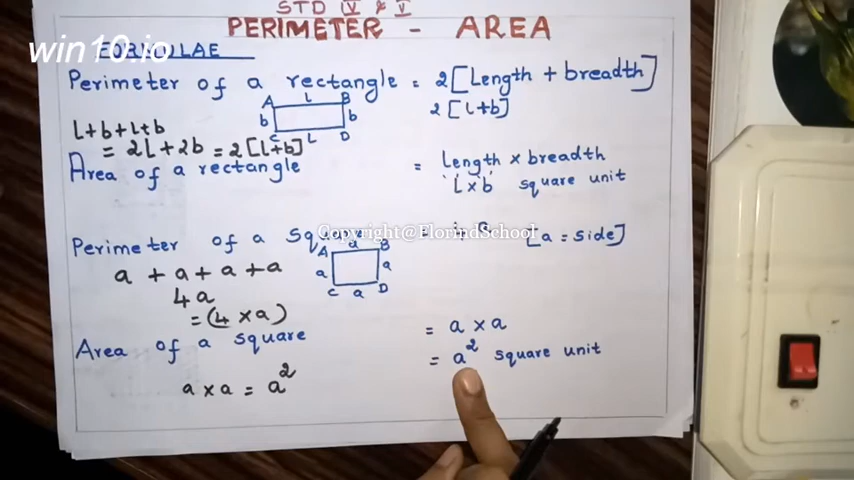 STD IV & V
PERIMETER - AREA
win10.io
FORMULAE
Perimeter of a rectangle = 2[Length + breadth]
2[l+b]
A l B
b b
C L D
l+b+l+b
= 2l+2b = 2[l+b]
Area of a rectangle = length × breadth
l×b square unit
Copyright@FlorindSchool
Perimeter of a square = [a = side]
A a B
a a
C a D
a + a + a + a
4a
= (4 × a)
Area of a square = a × a
= a² square unit
a × a = a²